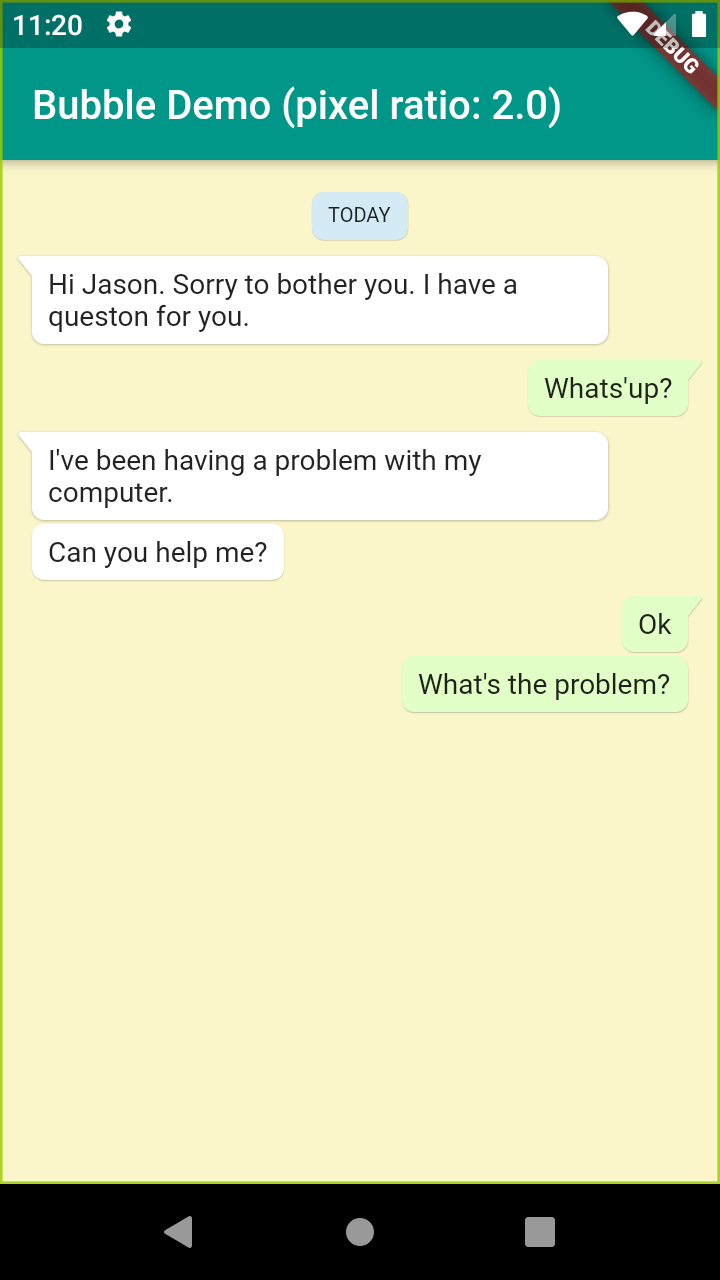 11:20
DEBUG
Bubble Demo (pixel ratio: 2.0)
TODAY
Hi Jason. Sorry to bother you. I have a
queston for you.
Whats'up?
I've been having a problem with my
computer.
Can you help me?
Ok
What's the problem?